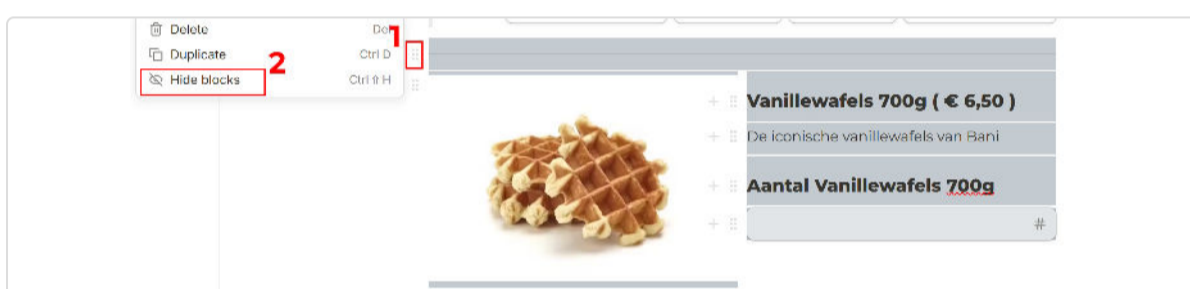 Delete Del
1
Duplicate Ctrl D
2
Hide blocks Ctrl ⇧ H
Vanillewafels 700g ( € 6,50 )
De iconische vanillewafels van Bani
Aantal Vanillewafels 700g
#